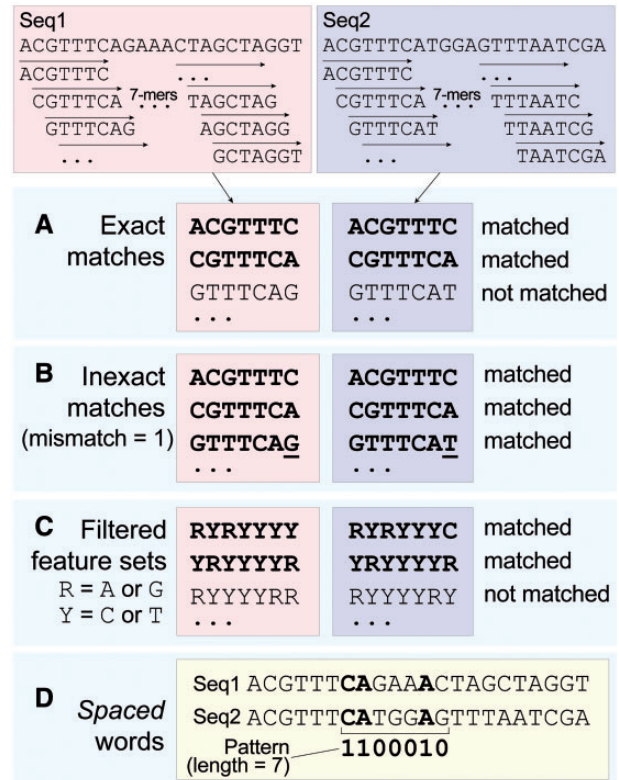 Seq1
ACGTTTCAGAAACTAGCTAGGT
ACGTTTC ...
CGTTTCA 7-mers ... TAGCTAG
GTTTCAG AGCTAGG
... GCTAGGT
Seq2
ACGTTTCATGGAGTTTAATCGA
ACGTTTC ...
CGTTTCA 7-mers ... TTTAATC
GTTTCAT TTAATCG
... TAATCGA
A Exact matches
ACGTTTC ACGTTTC matched
CGTTTCA CGTTTCA matched
GTTTCAG GTTTCAT not matched
... ...
B Inexact matches
(mismatch = 1)
ACGTTTC ACGTTTC matched
CGTTTCA CGTTTCA matched
GTTTCAG GTTTCAT matched
... ...
C Filtered feature sets
R = A or G
Y = C or T
RYRYYYY RYRYYYC matched
YRYYYYR YRYYYYR matched
RYYYYRR RYYYYRY not matched
... ...
D Spaced words
Seq1 ACGTTTCAGAAACTAGCTAGGT
Seq2 ACGTTTCATGGAGTTTAATCGA
Pattern 1100010
(length = 7)